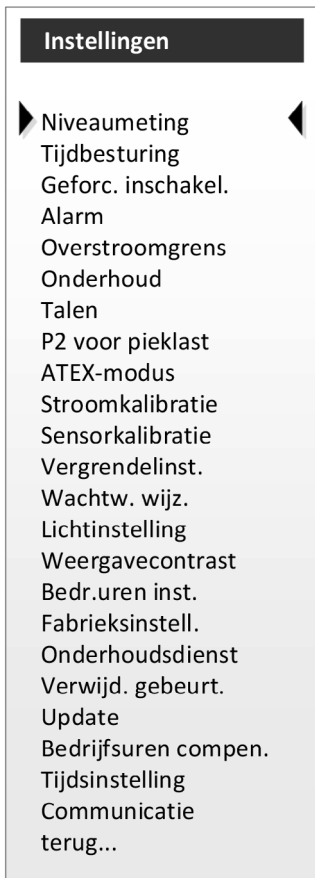 Instellingen
Niveaumeting
Tijdbesturing
Geforc. inschakel.
Alarm
Overstroomgrens
Onderhoud
Talen
P2 voor pieklast
ATEX-modus
Stroomkalibratie
Sensorkalibratie
Vergrendelinst.
Wachtw. wijz.
Lichtinstelling
Weergavecontrast
Bedr.uren inst.
Fabrieksinstell.
Onderhoudsdienst
Verwijd. gebeurt.
Update
Bedrijfsuren compen.
Tijdsinstelling
Communicatie
terug...